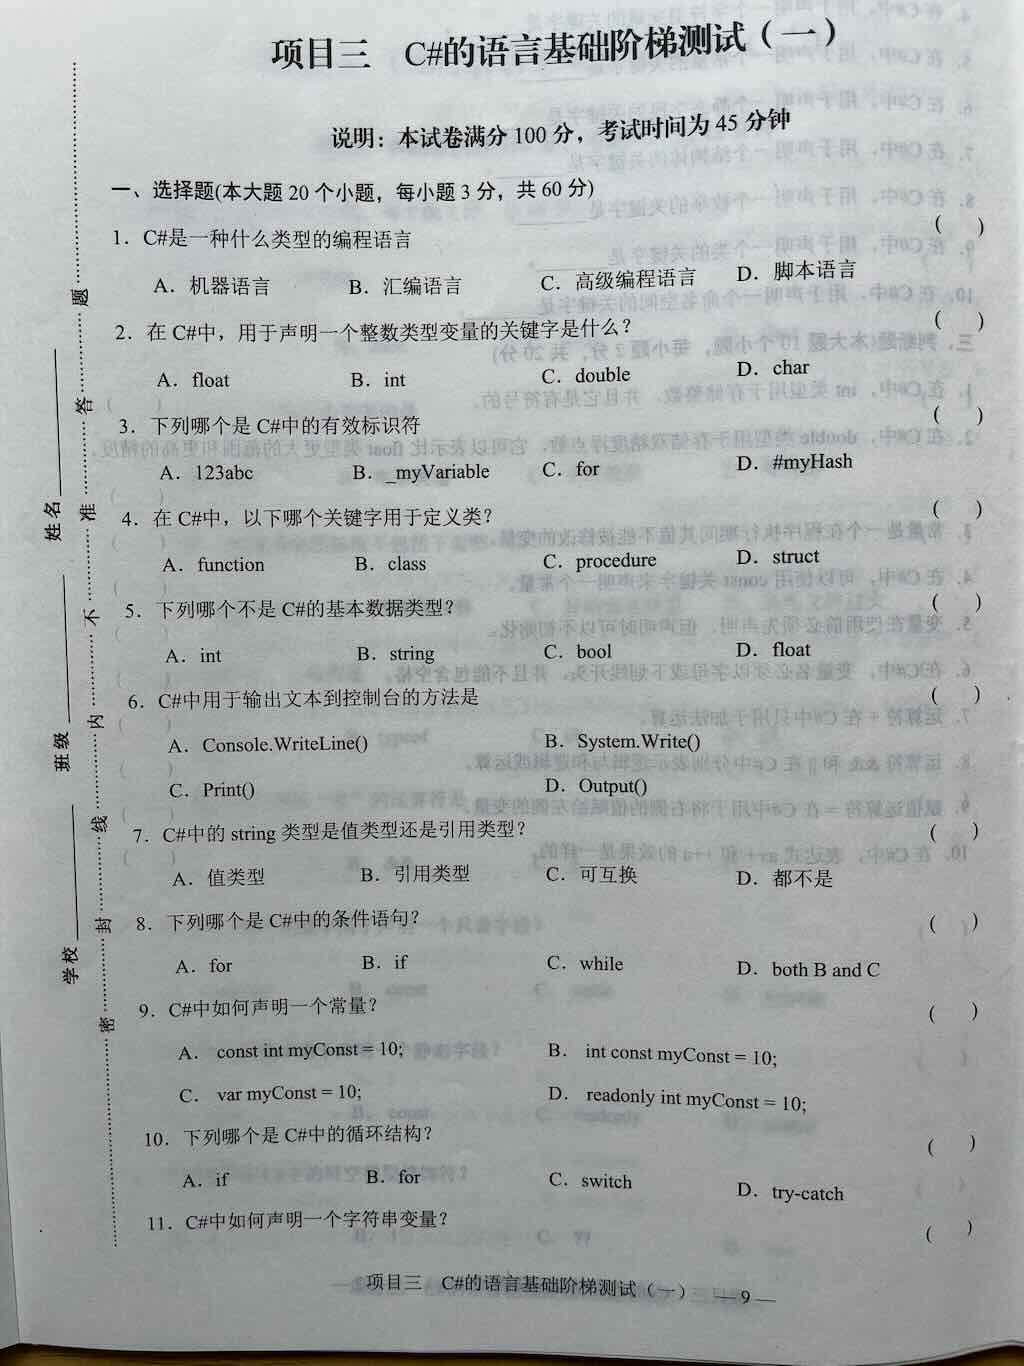 项目三 C#的语言基础阶梯测试（一）
说明：本试卷满分 100 分，考试时间为 45 分钟
一、选择题(本大题 20 个小题，每小题 3 分，共 60 分)
1．C#是一种什么类型的编程语言 （ ）
A．机器语言 B．汇编语言 C．高级编程语言 D．脚本语言
2．在 C#中，用于声明一个整数类型变量的关键字是什么？ （ ）
A．float B．int C．double D．char
3．下列哪个是 C#中的有效标识符 （ ）
A．123abc B．_myVariable C．for D．#myHash
4．在 C#中，以下哪个关键字用于定义类？ （ ）
A．function B．class C．procedure D．struct
5．下列哪个不是 C#的基本数据类型？ （ ）
A．int B．string C．bool D．float
6．C#中用于输出文本到控制台的方法是 （ ）
A．Console.WriteLine() B．System.Write()
C．Print() D．Output()
7．C#中的 string 类型是值类型还是引用类型？ （ ）
A．值类型 B．引用类型 C．可互换 D．都不是
8．下列哪个是 C#中的条件语句？ （ ）
A．for B．if C．while D．both B and C
9．C#中如何声明一个常量？ （ ）
A． const int myConst = 10; B． int const myConst = 10;
C． var myConst = 10; D． readonly int myConst = 10;
10．下列哪个是 C#中的循环结构？ （ ）
A．if B．for C．switch D．try-catch
11．C#中如何声明一个字符串变量？ （ ）
项目三 C#的语言基础阶梯测试（一） — 9 —
学校 班级 姓名
密 封 线 内 不 准 答 题